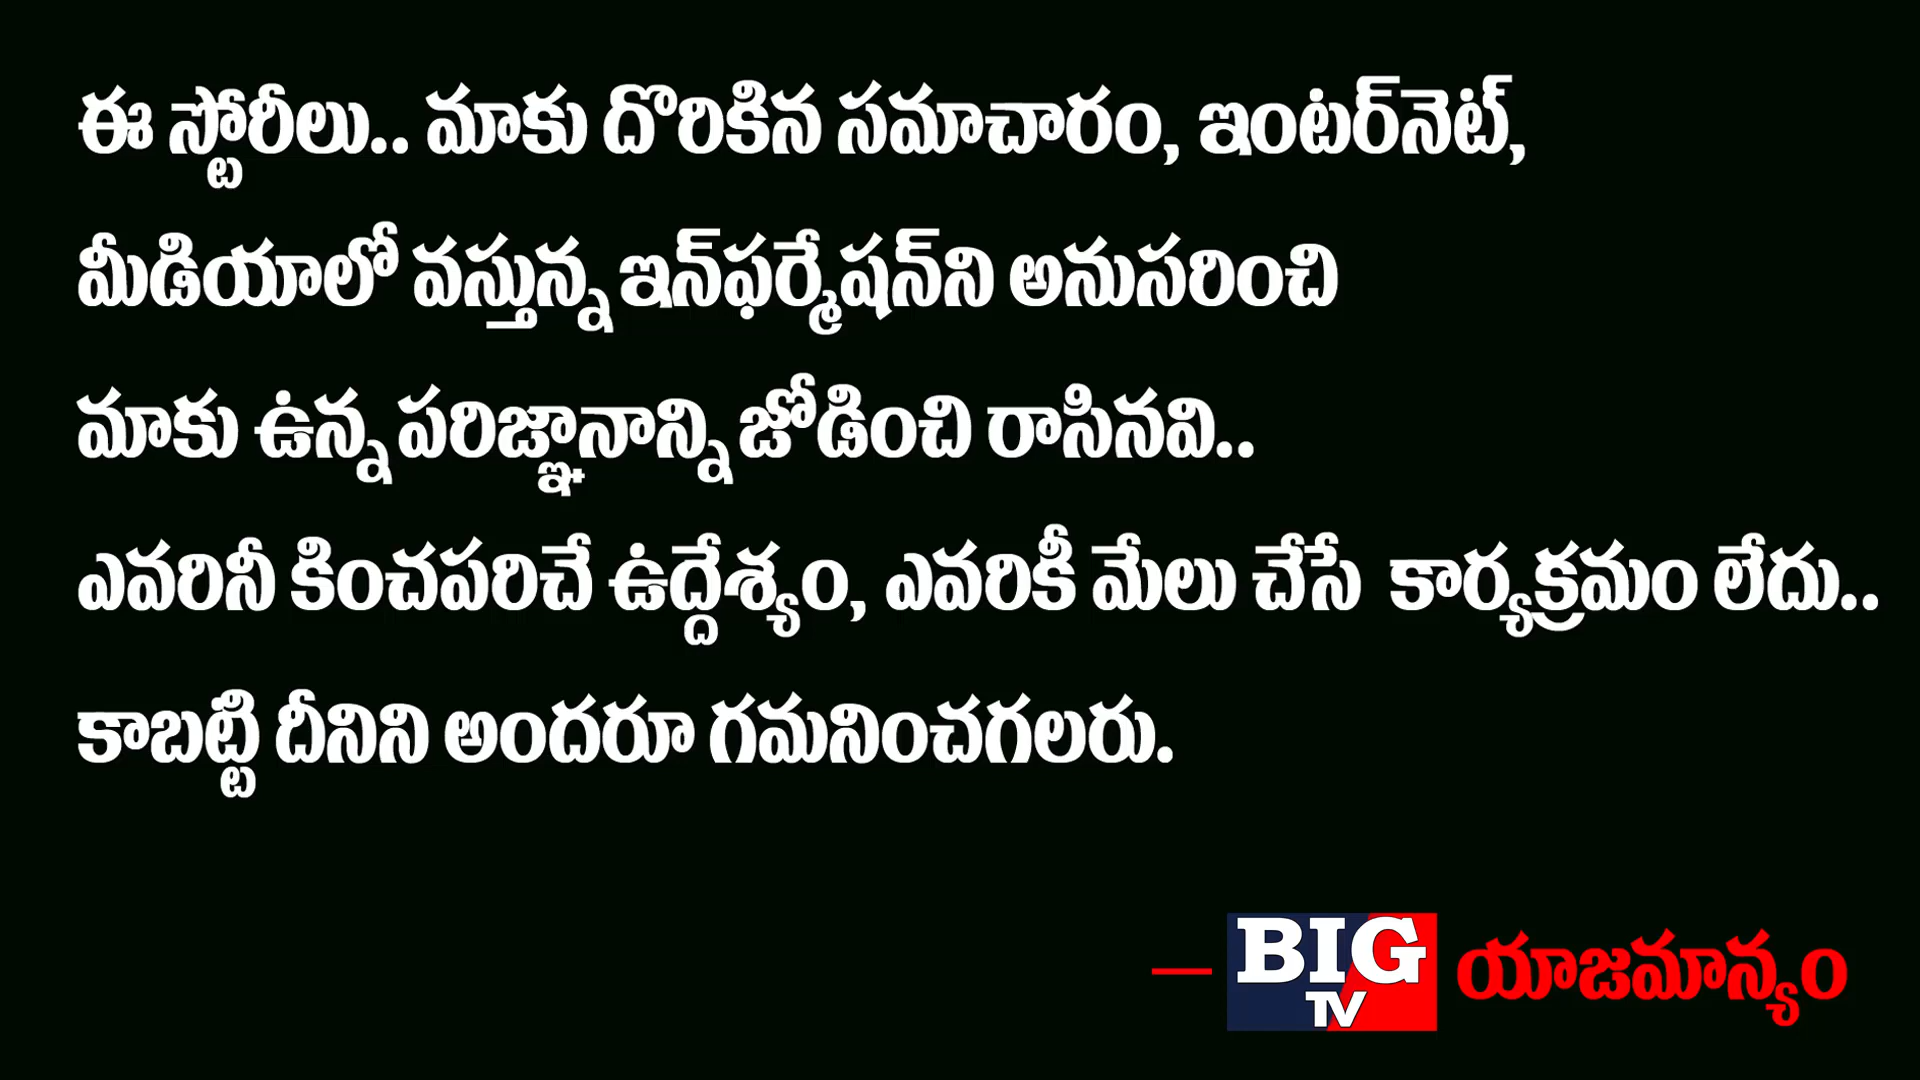 ఈ స్టోరీలు.. మాకు దొరికిన సమాచారం, ఇంటర్‌నెట్,
మీడియాలో వస్తున్న ఇన్‌ఫర్మేషన్‌ని అనుసరించి
మాకు ఉన్న పరిజ్ఞానాన్ని జోడించి రాసినవి..
ఎవరినీ కించపరిచే ఉద్దేశ్యం, ఎవరికీ మేలు చేసే కార్యక్రమం లేదు..
కాబట్టి దీనిని అందరూ గమనించగలరు.
— BIG TV యాజమాన్యం